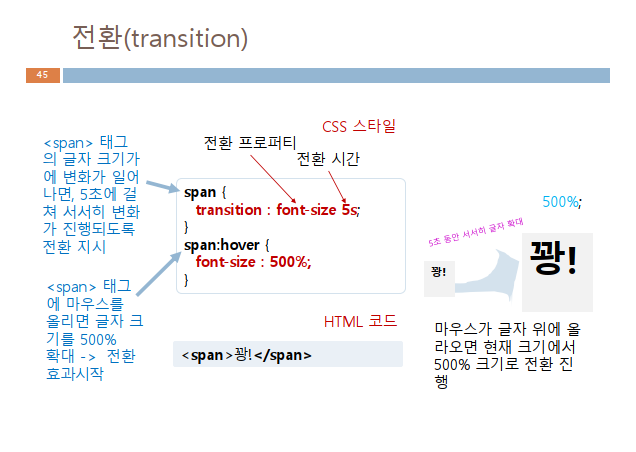 전환(transition)
45
<span> 태그
의 글자 크기가
에 변화가 일어
나면, 5초에 걸
쳐 서서히 변화
가 진행되도록
전환 지시
<span> 태그
에 마우스를
올리면 글자 크
기를 500%
확대 -> 전환
효과시작
CSS 스타일
전환 프로퍼티
전환 시간
span {
transition : font-size 5s;
}
span:hover {
font-size : 500%;
}
HTML 코드
<span>꽝!</span>
500%;
5초 동안 서서히 글자 확대
꽝!
꽝!
마우스가 글자 위에 올
라오면 현재 크기에서
500% 크기로 전환 진
행